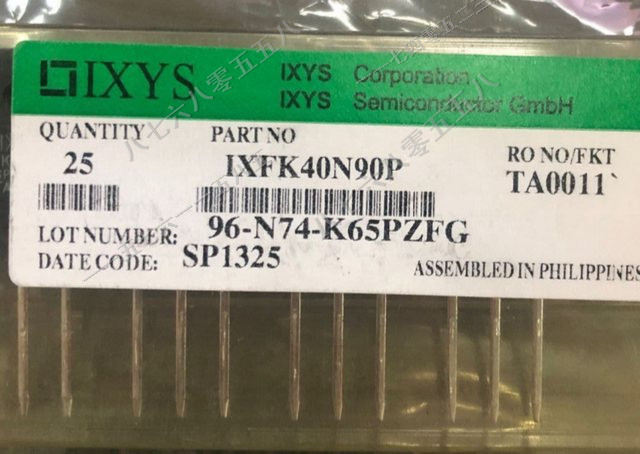 IXYS
IXYS Corporation
IXYS Semiconductor GmbH
QUANTITY
25
PART NO
IXFK40N90P
RO NO/FKT
TA0011`
LOT NUMBER: 96-N74-K65PZFG
DATE CODE: SP1325
ASSEMBLED IN PHILIPPINES